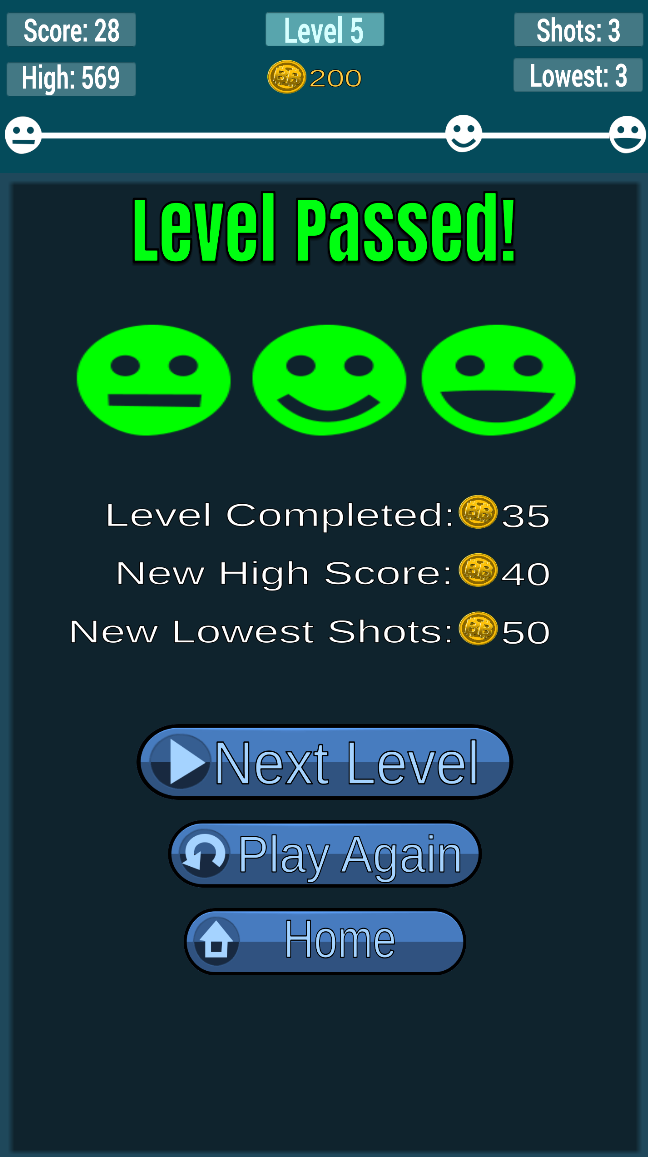 Score: 28
Level 5
Shots: 3
High: 569
200
Lowest: 3
Level Passed!
Level Completed: 35
New High Score: 40
New Lowest Shots: 50
Next Level
Play Again
Home